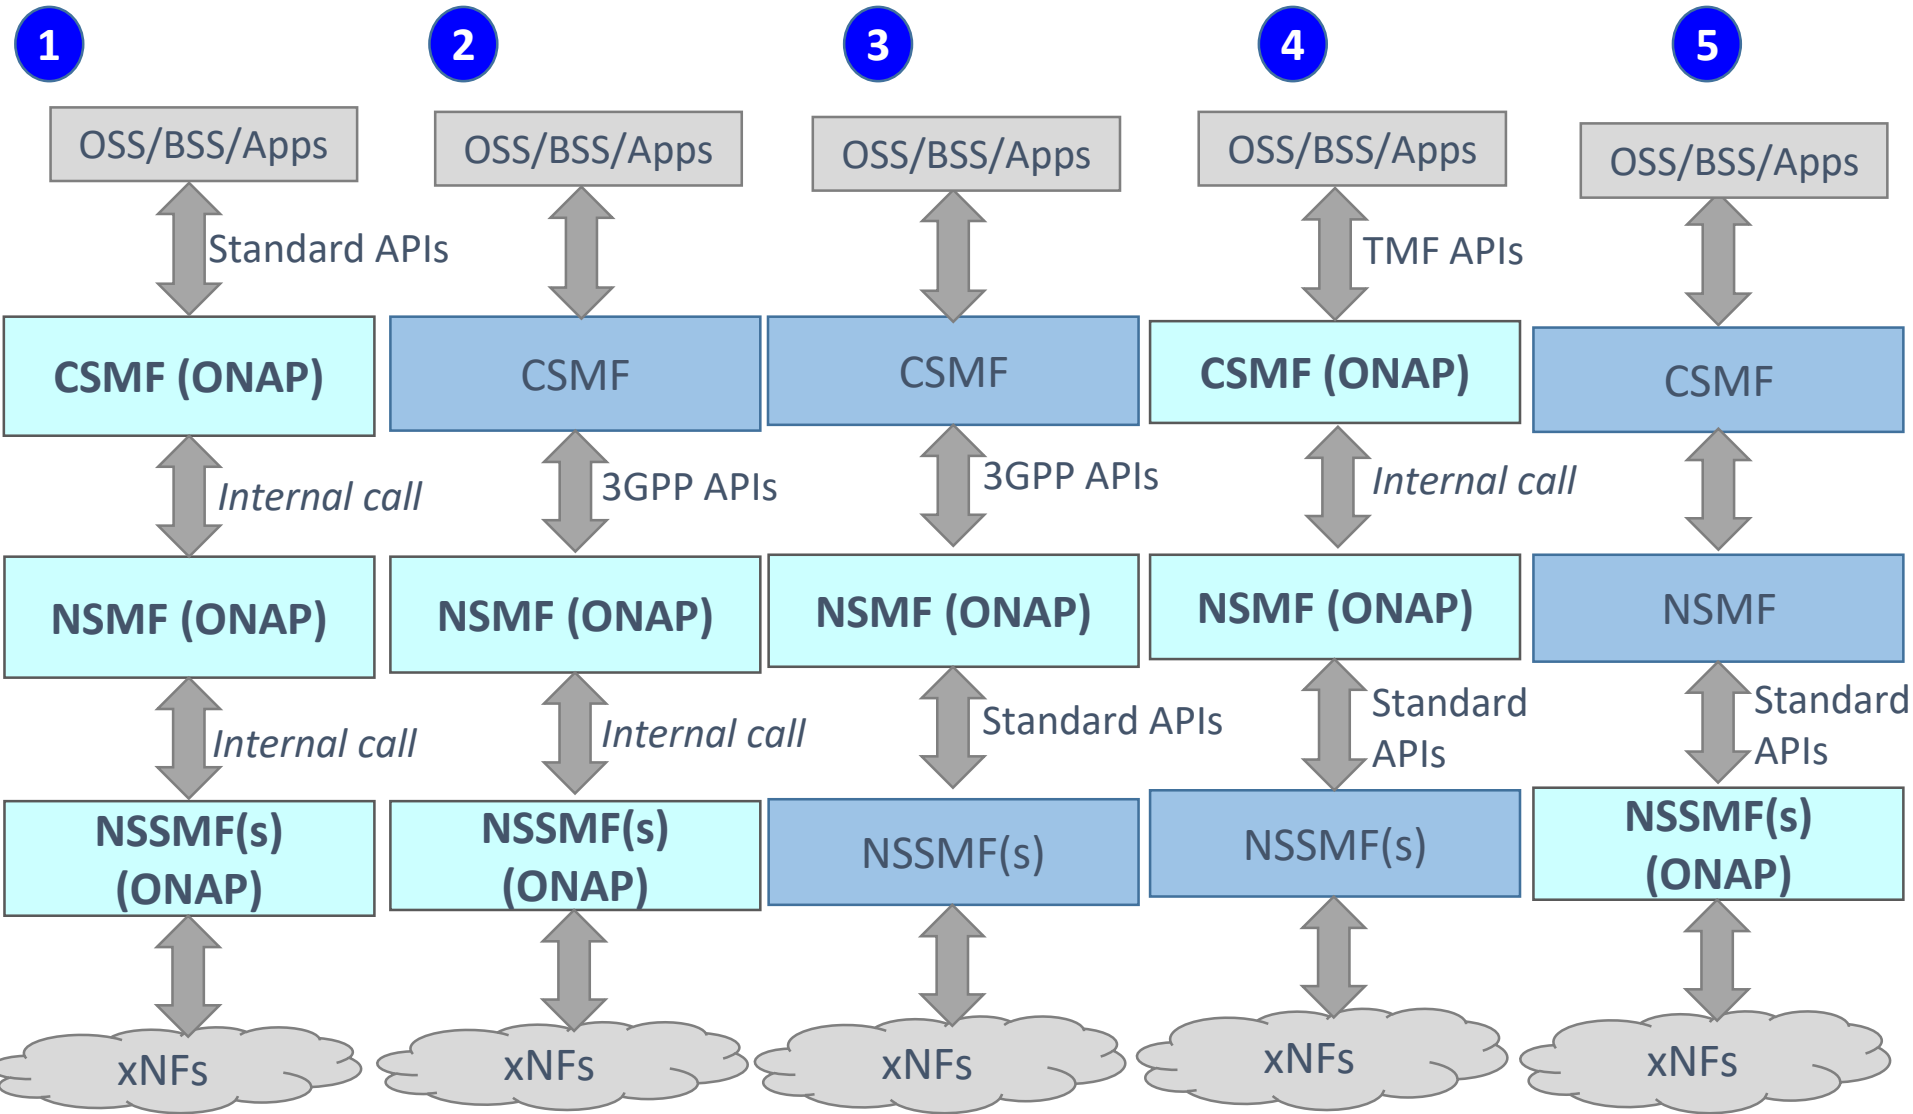 1
2
3
4
5
OSS/BSS/Apps
OSS/BSS/Apps
OSS/BSS/Apps
OSS/BSS/Apps
OSS/BSS/Apps
Standard APIs
TMF APIs
CSMF (ONAP)
CSMF
CSMF
CSMF (ONAP)
CSMF
Internal call
3GPP APIs
3GPP APIs
Internal call
NSMF (ONAP)
NSMF (ONAP)
NSMF (ONAP)
NSMF (ONAP)
NSMF
Internal call
Internal call
Standard APIs
Standard
APIs
Standard
APIs
NSSMF(s)
(ONAP)
NSSMF(s)
(ONAP)
NSSMF(s)
NSSMF(s)
NSSMF(s)
(ONAP)
xNFs
xNFs
xNFs
xNFs
xNFs